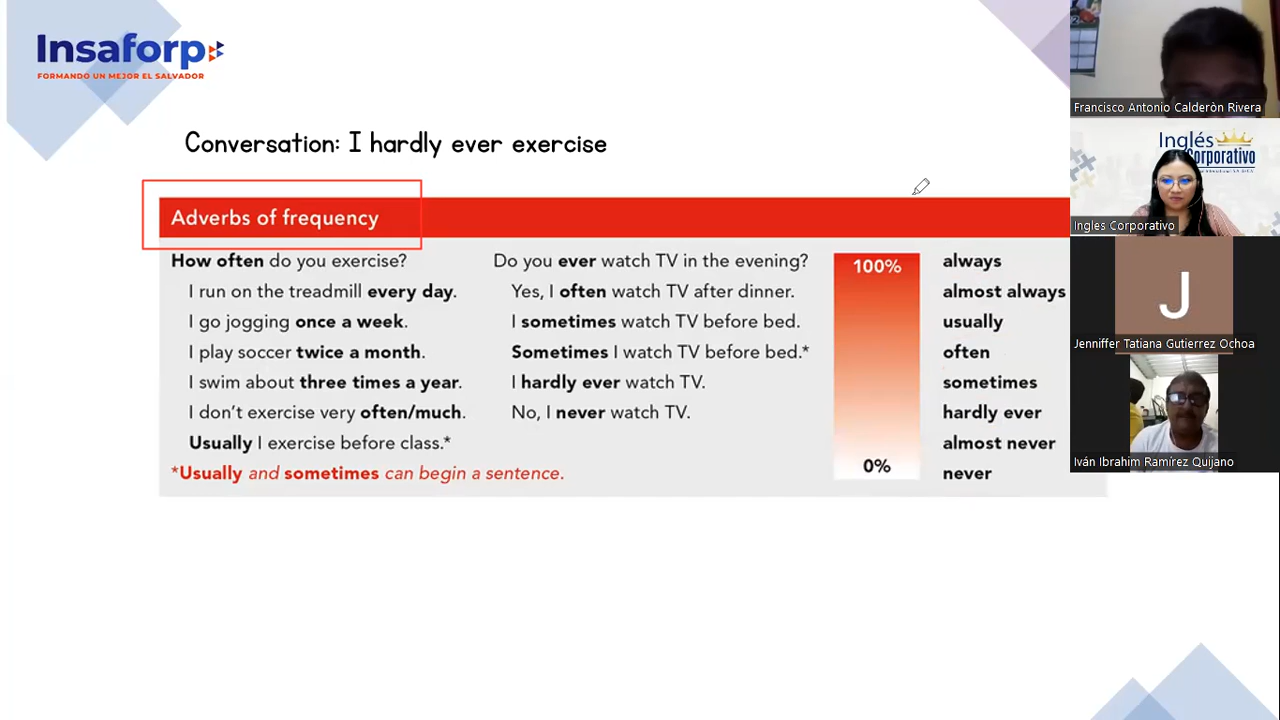 Insaforp
FORMANDO UN MEJOR EL SALVADOR
Conversation: I hardly ever exercise
Adverbs of frequency
How often do you exercise?
I run on the treadmill every day.
I go jogging once a week.
I play soccer twice a month.
I swim about three times a year.
I don't exercise very often/much.
Usually I exercise before class.*
*Usually and sometimes can begin a sentence.
Do you ever watch TV in the evening?
Yes, I often watch TV after dinner.
I sometimes watch TV before bed.
Sometimes I watch TV before bed.*
I hardly ever watch TV.
No, I never watch TV.
100%
0%
always
almost always
usually
often
sometimes
hardly ever
almost never
never
Francisco Antonio Calderòn Rivera
Inglés
Corporativo
Ingles Corporativo
J
Jenniffer Tatiana Gutierrez Ochoa
Iván Ibrahim Ramírez Quijano